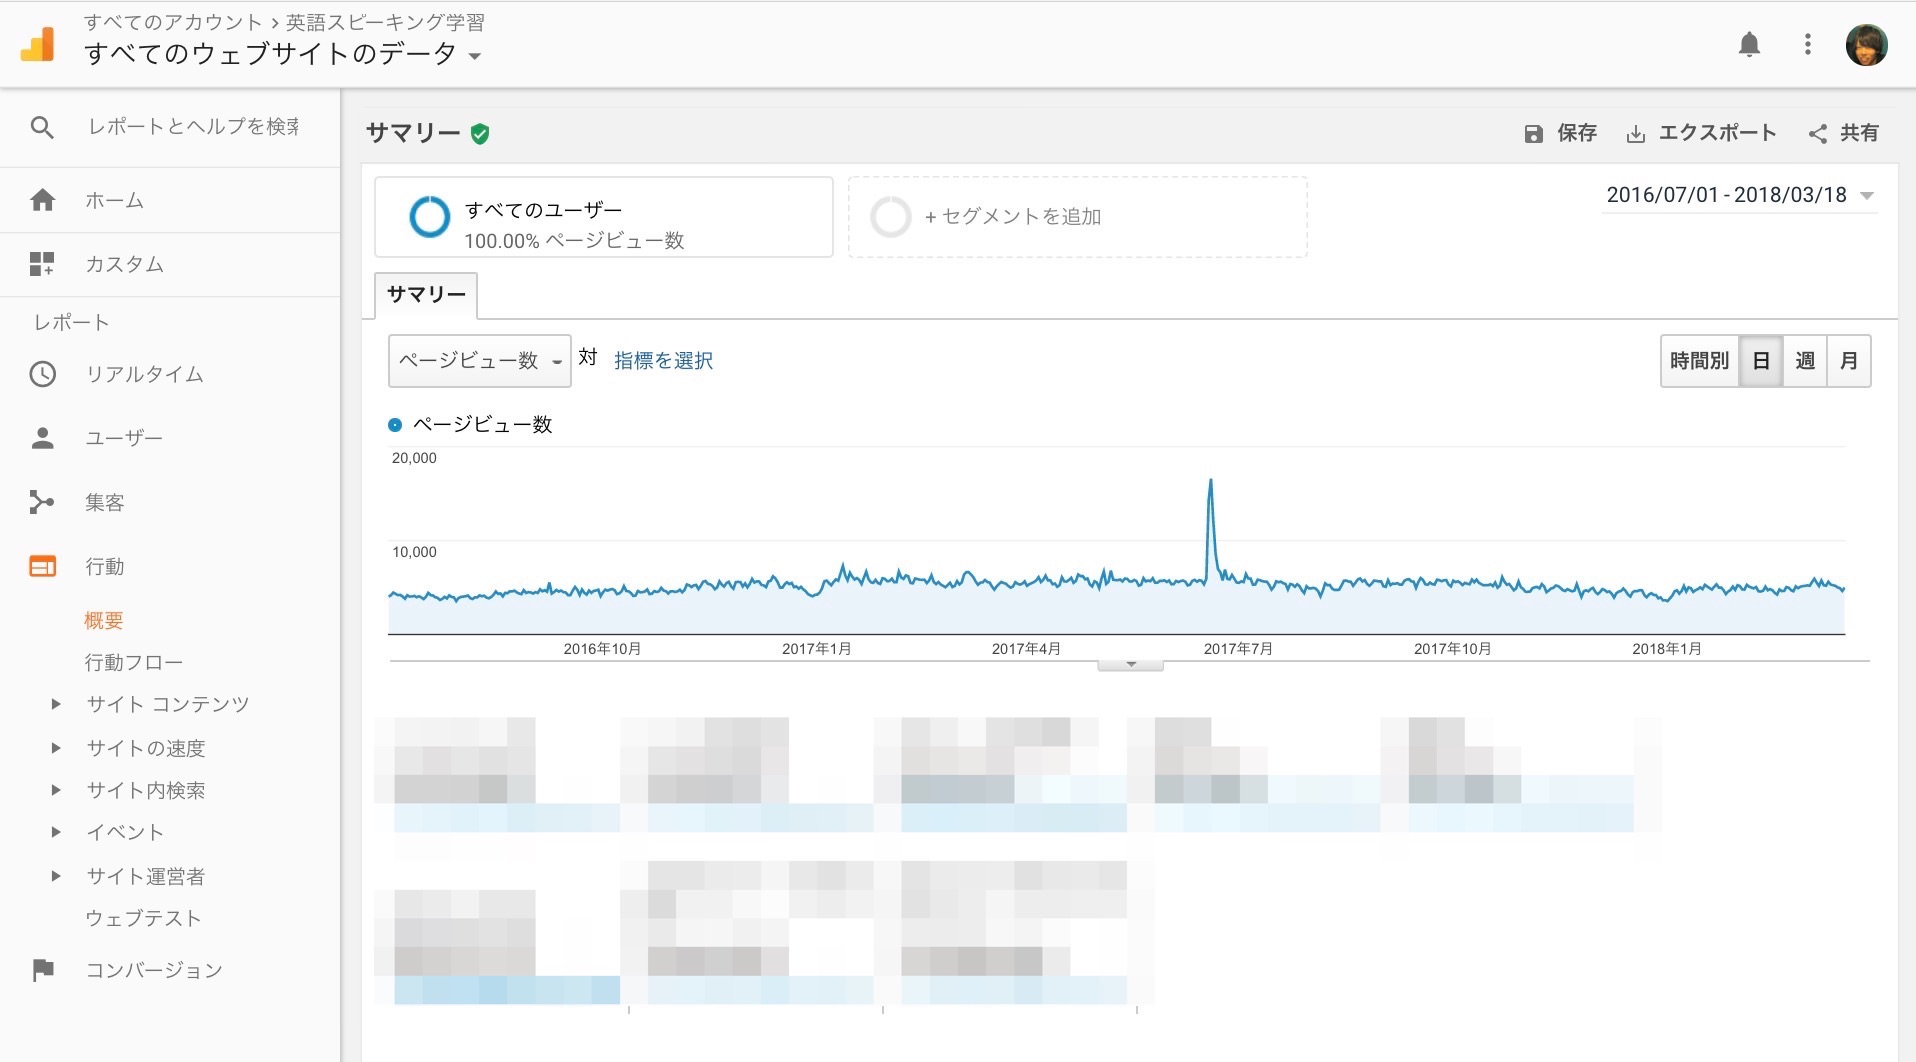 すべてのアカウント > 英語スピーキング学習
すべてのウェブサイトのデータ
レポートとヘルプを検索
ホーム
カスタム
レポート
リアルタイム
ユーザー
集客
行動
概要
行動フロー
サイト コンテンツ
サイトの速度
サイト内検索
イベント
サイト運営者
ウェブテスト
コンバージョン
サマリー
保存
エクスポート
共有
すべてのユーザー
100.00% ページビュー数
+ セグメントを追加
2016/07/01 - 2018/03/18
サマリー
ページビュー数 対 指標を選択
時間別 日 週 月
ページビュー数
20,000
10,000
2016年10月 2017年1月 2017年4月 2017年7月 2017年10月 2018年1月